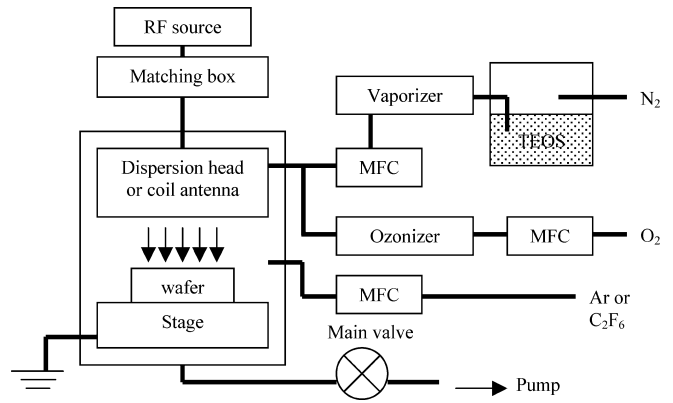 RF source
Matching box
Vaporizer
N₂
TEOS
Dispersion head
or coil antenna
MFC
Ozonizer
MFC
O₂
wafer
MFC
Ar or
C₂F₆
Stage
Main valve
Pump